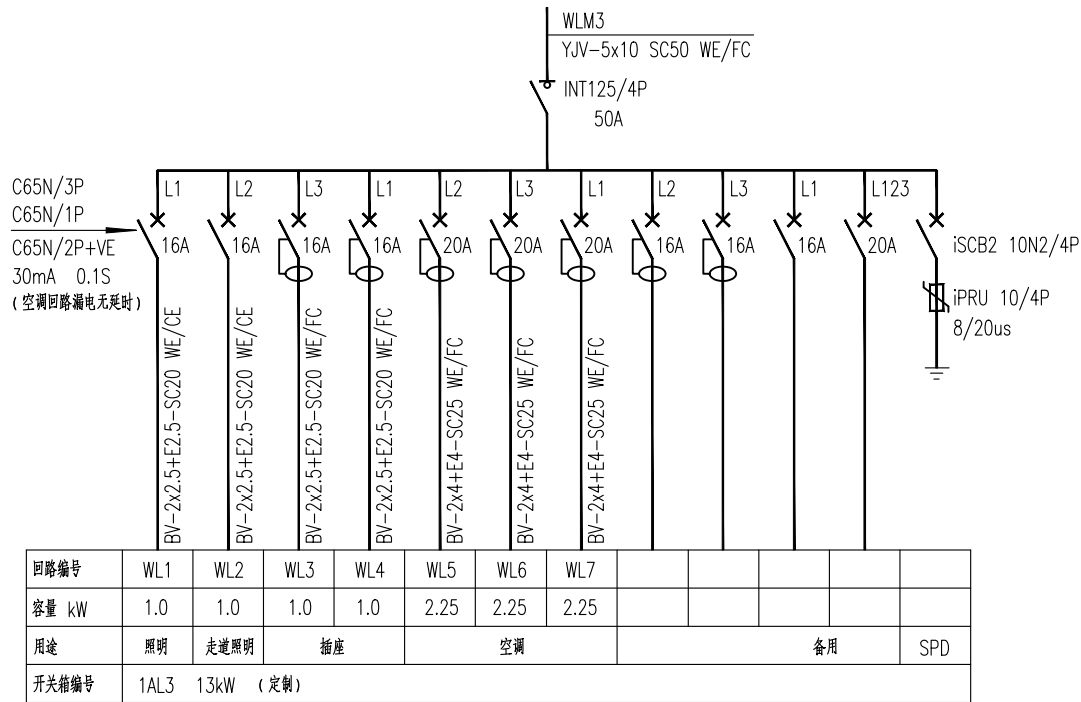 WLM3
YJV-5x10 SC50 WE/FC
INT125/4P
50A
C65N/3P
C65N/1P
C65N/2P+VE
30mA 0.1S
(空调回路漏电无延时)
L1 L2 L3 L1 L2 L3 L1 L2 L3 L1 L123
16A 16A 16A 16A 20A 20A 20A 16A 16A 16A 20A
iSCB2 10N2/4P
iPRU 10/4P
8/20us
BV-2x2.5+E2.5-SC20 WE/CE
BV-2x2.5+E2.5-SC20 WE/CE
BV-2x2.5+E2.5-SC20 WE/FC
BV-2x2.5+E2.5-SC20 WE/FC
BV-2x4+E4-SC25 WE/FC
BV-2x4+E4-SC25 WE/FC
BV-2x4+E4-SC25 WE/FC
回路编号 WL1 WL2 WL3 WL4 WL5 WL6 WL7
容量 kW 1.0 1.0 1.0 1.0 2.25 2.25 2.25
用途 照明 走道照明 插座 空调 备用 SPD
开关箱编号 1AL3 13kW (定制)